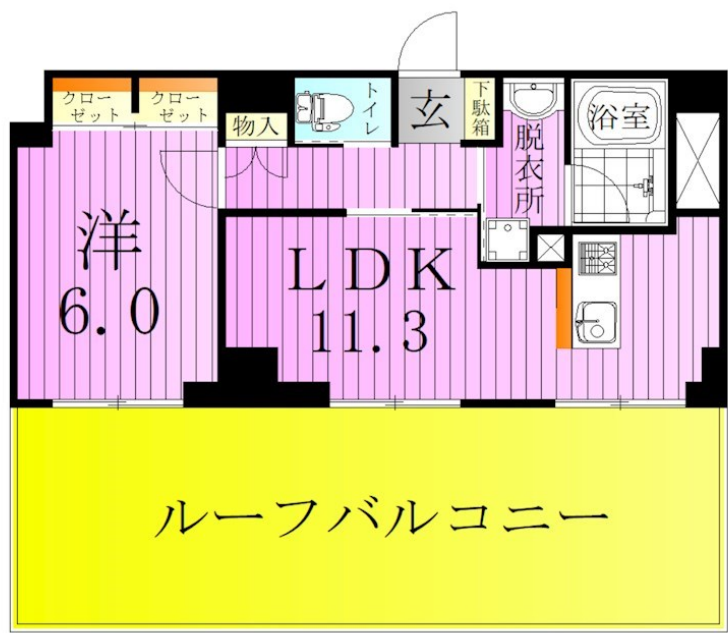 クロー
ゼット
クロー
ゼット
物入
トイレ
玄
下駄箱
脱衣所
浴室
洋
6.0
LDK
11.3
ルーフバルコニー